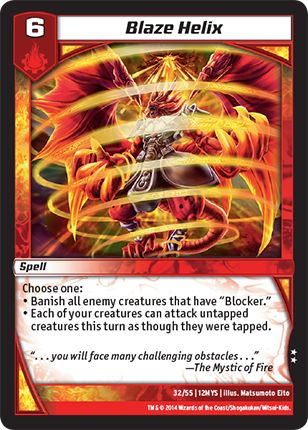 6
Blaze Helix
Spell
Choose one:
• Banish all enemy creatures that have “Blocker.”
• Each of your creatures can attack untapped
creatures this turn as though they were tapped.
“. . . you will face many challenging obstacles . . .”
—The Mystic of Fire
32/55 | 12MYS | illus. Matsumoto Eito
TM & © 2014 Wizards of the Coast/Shogakukan/Mitsui-Kids.